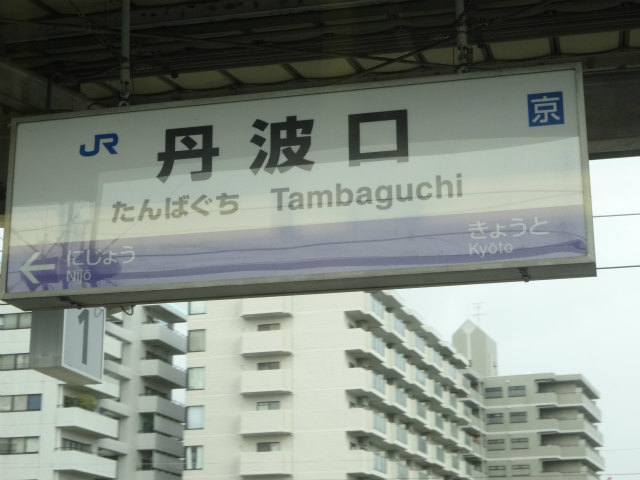 JR 丹波口 京
たんばぐち Tambaguchi
← にじょう きょうと
Nijō Kyōto
1